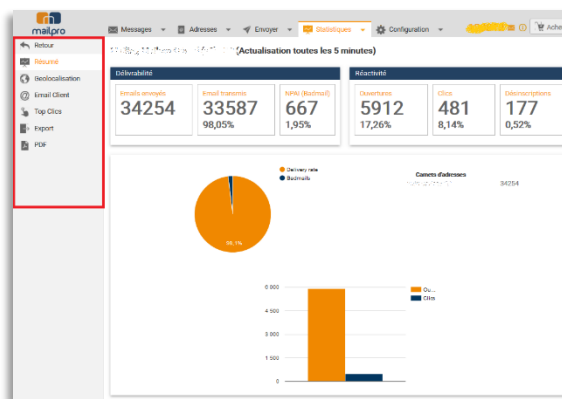 mailpro
Messages Adresses Envoyer Statistiques Configuration
Retour
Résumé
Geolocalisation
Email Client
Top Clics
Export
PDF
(Actualisation toutes les 5 minutes)
Délivrabilité
Emails envoyés Email transmis NPAI (Badmail)
34254 33587 667
98,05% 1,95%
Réactivité
Ouvertures Clics Désinscriptions
5912 481 177
17,26% 8,14% 0,52%
Delivery rate
Badmails
98,1%
Carnets d'adresses
34254
6 000
4 500
3 000
1 500
0
Ou...
Clics